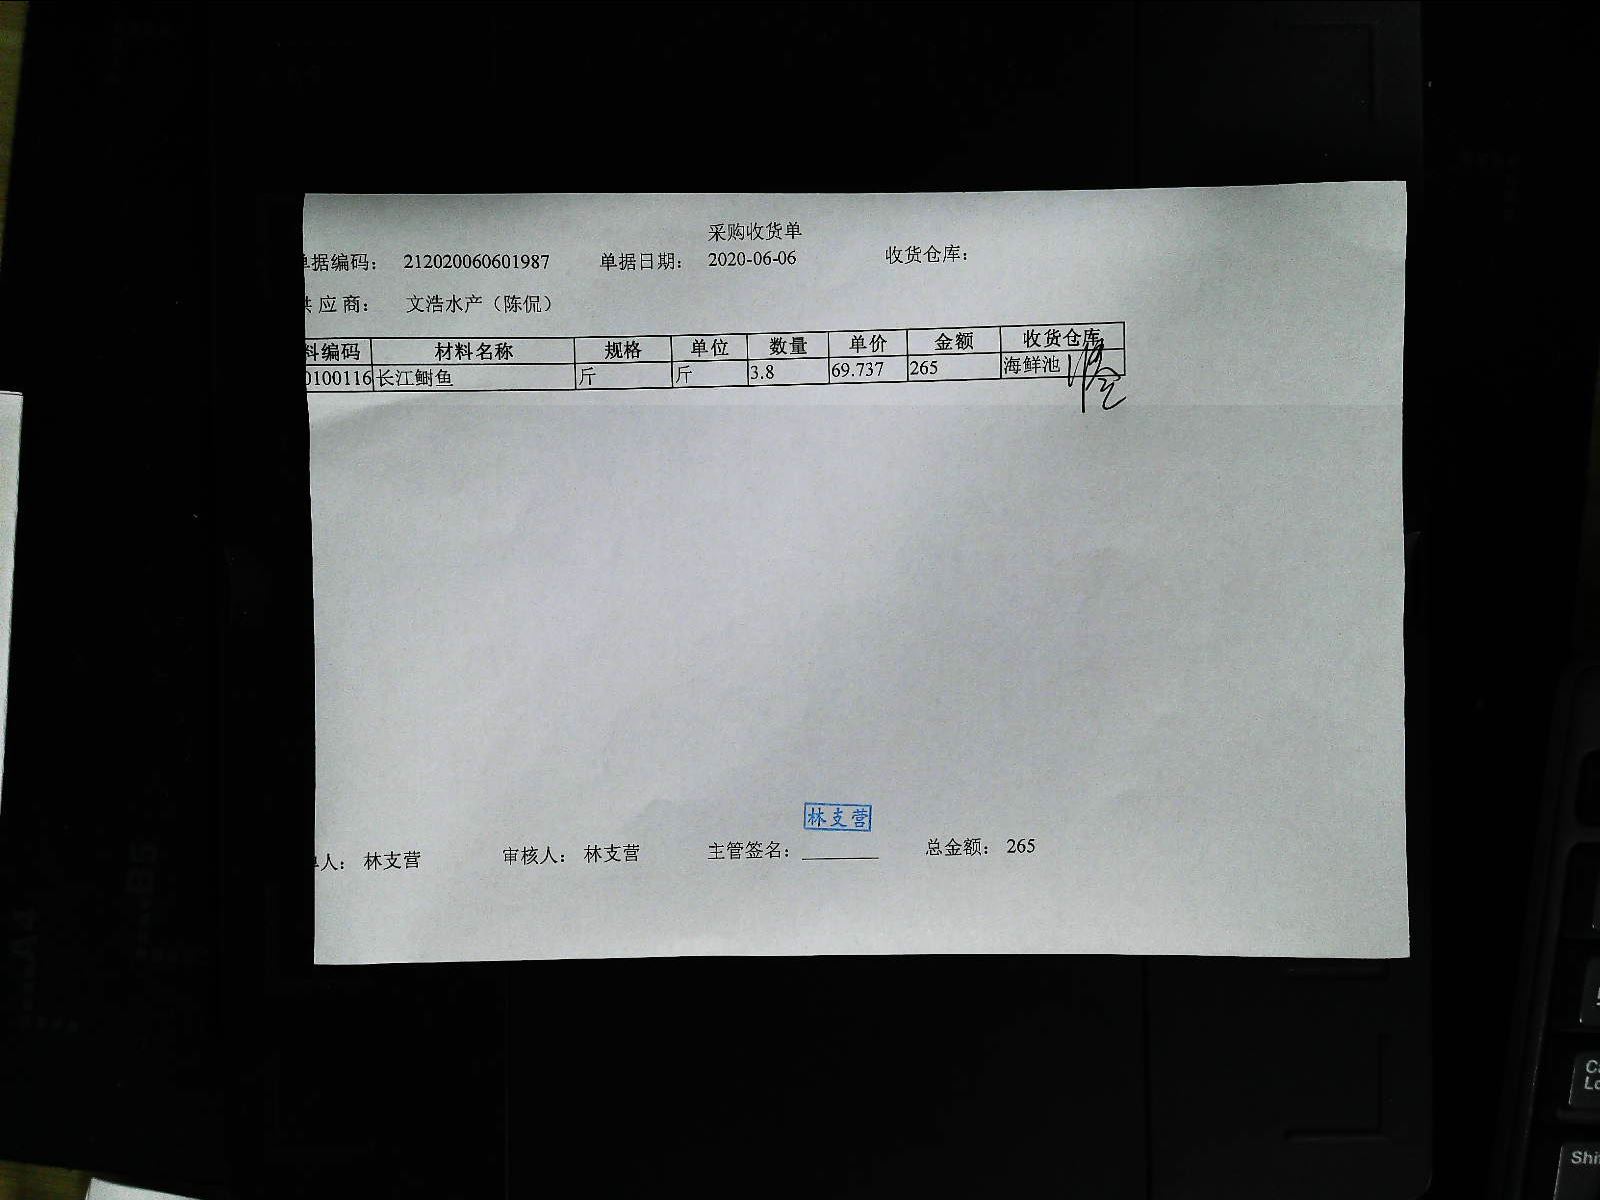 采购收货单
据编码： 212020060601987 单据日期： 2020-06-06 收货仓库：
应商： 文浩水产（陈侃）
料编码 材料名称 规格 单位 数量 单价 金额 收货仓库
0100116 长江鲥鱼 斤 斤 3.8 69.737 265 海鲜池
林支营
人： 林支营 审核人： 林支营 主管签名： 总金额： 265
Shi